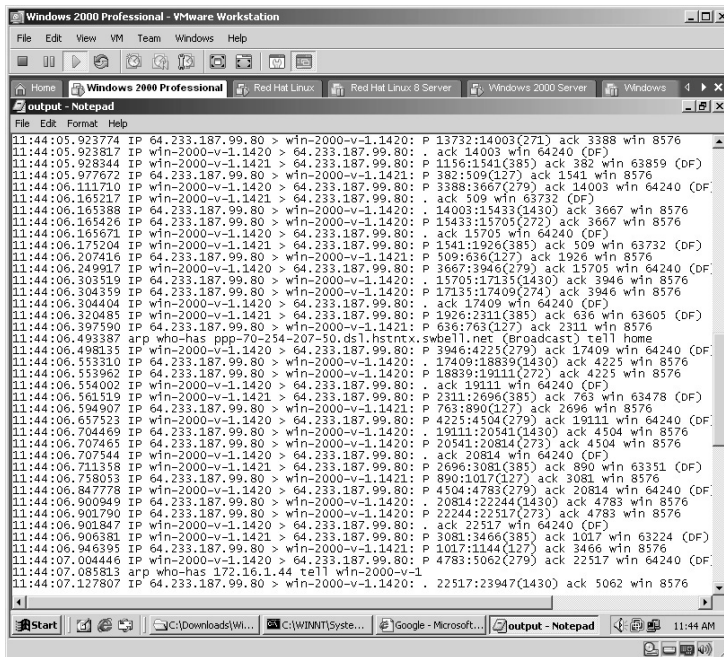 Windows 2000 Professional - VMware Workstation
File Edit View VM Team Windows Help
Home Windows 2000 Professional Red Hat Linux Red Hat Linux 8 Server Windows 2000 Server Windows
output - Notepad
File Edit Format Help
11:44:05.923774 IP 64.233.187.99.80 > win-2000-v-1.1420: P 13732:14003(271) ack 3388 win 8576
11:44:05.923817 IP win-2000-v-1.1420 > 64.233.187.99.80: . ack 14003 win 64240 (DF)
11:44:05.928344 IP win-2000-v-1.1421 > 64.233.187.99.80: P 1156:1541(385) ack 382 win 63859 (DF)
11:44:05.977672 IP 64.233.187.99.80 > win-2000-v-1.1421: P 382:509(127) ack 1541 win 8576
11:44:06.111710 IP win-2000-v-1.1420 > 64.233.187.99.80: P 3388:3667(279) ack 14003 win 64240 (DF)
11:44:06.165217 IP win-2000-v-1.1421 > 64.233.187.99.80: . ack 509 win 63732 (DF)
11:44:06.165388 IP 64.233.187.99.80 > win-2000-v-1.1420: . 14003:15433(1430) ack 3667 win 8576
11:44:06.165426 IP 64.233.187.99.80 > win-2000-v-1.1420: P 15433:15705(272) ack 3667 win 8576
11:44:06.165671 IP win-2000-v-1.1420 > 64.233.187.99.80: . ack 15705 win 64240 (DF)
11:44:06.175204 IP win-2000-v-1.1421 > 64.233.187.99.80: P 1541:1926(385) ack 509 win 63732 (DF)
11:44:06.207416 IP 64.233.187.99.80 > win-2000-v-1.1421: P 509:636(127) ack 1926 win 8576
11:44:06.249917 IP win-2000-v-1.1420 > 64.233.187.99.80: P 3667:3946(279) ack 15705 win 64240 (DF)
11:44:06.303519 IP 64.233.187.99.80 > win-2000-v-1.1420: . 15705:17135(1430) ack 3946 win 8576
11:44:06.304359 IP 64.233.187.99.80 > win-2000-v-1.1420: P 17135:17409(274) ack 3946 win 8576
11:44:06.304404 IP win-2000-v-1.1420 > 64.233.187.99.80: . ack 17409 win 64240 (DF)
11:44:06.320485 IP win-2000-v-1.1421 > 64.233.187.99.80: P 1926:2311(385) ack 636 win 63605 (DF)
11:44:06.397590 IP 64.233.187.99.80 > win-2000-v-1.1421: P 636:763(127) ack 2311 win 8576
11:44:06.493387 arp who-has ppp-70-254-207-50.dsl.hstntx.swbell.net (Broadcast) tell home
11:44:06.498135 IP win-2000-v-1.1420 > 64.233.187.99.80: P 3946:4225(279) ack 17409 win 64240 (DF)
11:44:06.553310 IP 64.233.187.99.80 > win-2000-v-1.1420: . 17409:18839(1430) ack 4225 win 8576
11:44:06.553962 IP 64.233.187.99.80 > win-2000-v-1.1420: P 18839:19111(272) ack 4225 win 8576
11:44:06.554002 IP win-2000-v-1.1420 > 64.233.187.99.80: . ack 19111 win 64240 (DF)
11:44:06.561519 IP win-2000-v-1.1421 > 64.233.187.99.80: P 2311:2696(385) ack 763 win 63478 (DF)
11:44:06.594907 IP 64.233.187.99.80 > win-2000-v-1.1421: P 763:890(127) ack 2696 win 8576
11:44:06.657523 IP win-2000-v-1.1420 > 64.233.187.99.80: P 4225:4504(279) ack 19111 win 64240 (DF)
11:44:06.704469 IP 64.233.187.99.80 > win-2000-v-1.1420: . 19111:20541(1430) ack 4504 win 8576
11:44:06.707465 IP 64.233.187.99.80 > win-2000-v-1.1420: P 20541:20814(273) ack 4504 win 8576
11:44:06.707544 IP win-2000-v-1.1420 > 64.233.187.99.80: . ack 20814 win 64240 (DF)
11:44:06.711358 IP win-2000-v-1.1421 > 64.233.187.99.80: P 2696:3081(385) ack 890 win 63351 (DF)
11:44:06.758053 IP 64.233.187.99.80 > win-2000-v-1.1421: P 890:1017(127) ack 3081 win 8576
11:44:06.847778 IP win-2000-v-1.1420 > 64.233.187.99.80: P 4504:4783(279) ack 20814 win 64240 (DF)
11:44:06.900949 IP 64.233.187.99.80 > win-2000-v-1.1420: . 20814:22244(1430) ack 4783 win 8576
11:44:06.901790 IP 64.233.187.99.80 > win-2000-v-1.1420: P 22244:22517(273) ack 4783 win 8576
11:44:06.901847 IP win-2000-v-1.1420 > 64.233.187.99.80: . ack 22517 win 64240 (DF)
11:44:06.906381 IP win-2000-v-1.1421 > 64.233.187.99.80: P 3081:3466(385) ack 1017 win 63224 (DF)
11:44:06.946395 IP 64.233.187.99.80 > win-2000-v-1.1421: P 1017:1144(127) ack 3466 win 8576
11:44:07.004446 IP win-2000-v-1.1420 > 64.233.187.99.80: P 4783:5062(279) ack 22517 win 64240 (DF)
11:44:07.085813 arp who-has 172.16.1.44 tell win-2000-v-1
11:44:07.127807 IP 64.233.187.99.80 > win-2000-v-1.1420: . 22517:23947(1430) ack 5062 win 8576
Start C:\Downloads\Wi... C:\WINNT\Syste... Google - Microsoft... output - Notepad 11:44 AM